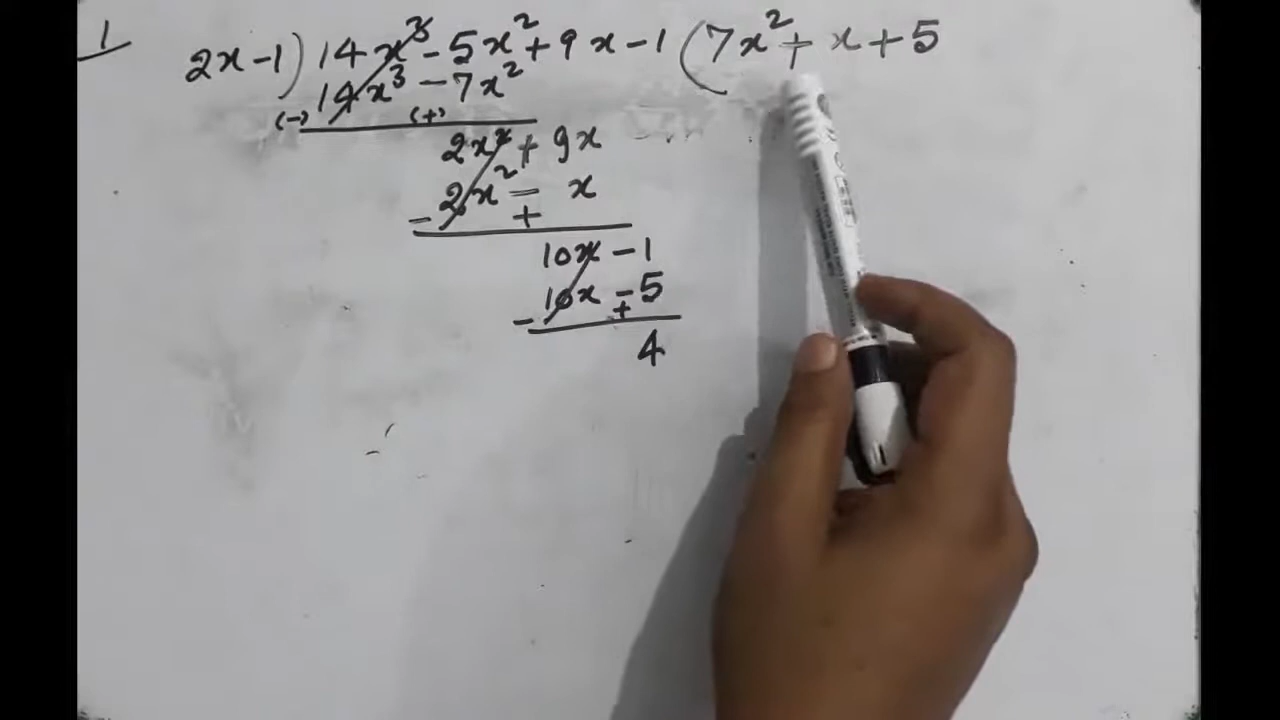 1
2x-1) 14x³ - 5x² + 9x - 1 (7x² + x + 5
14x³ - 7x²
(-) (+)
2x² + 9x
2x² - x
- +
10x - 1
10x - 5
- +
4